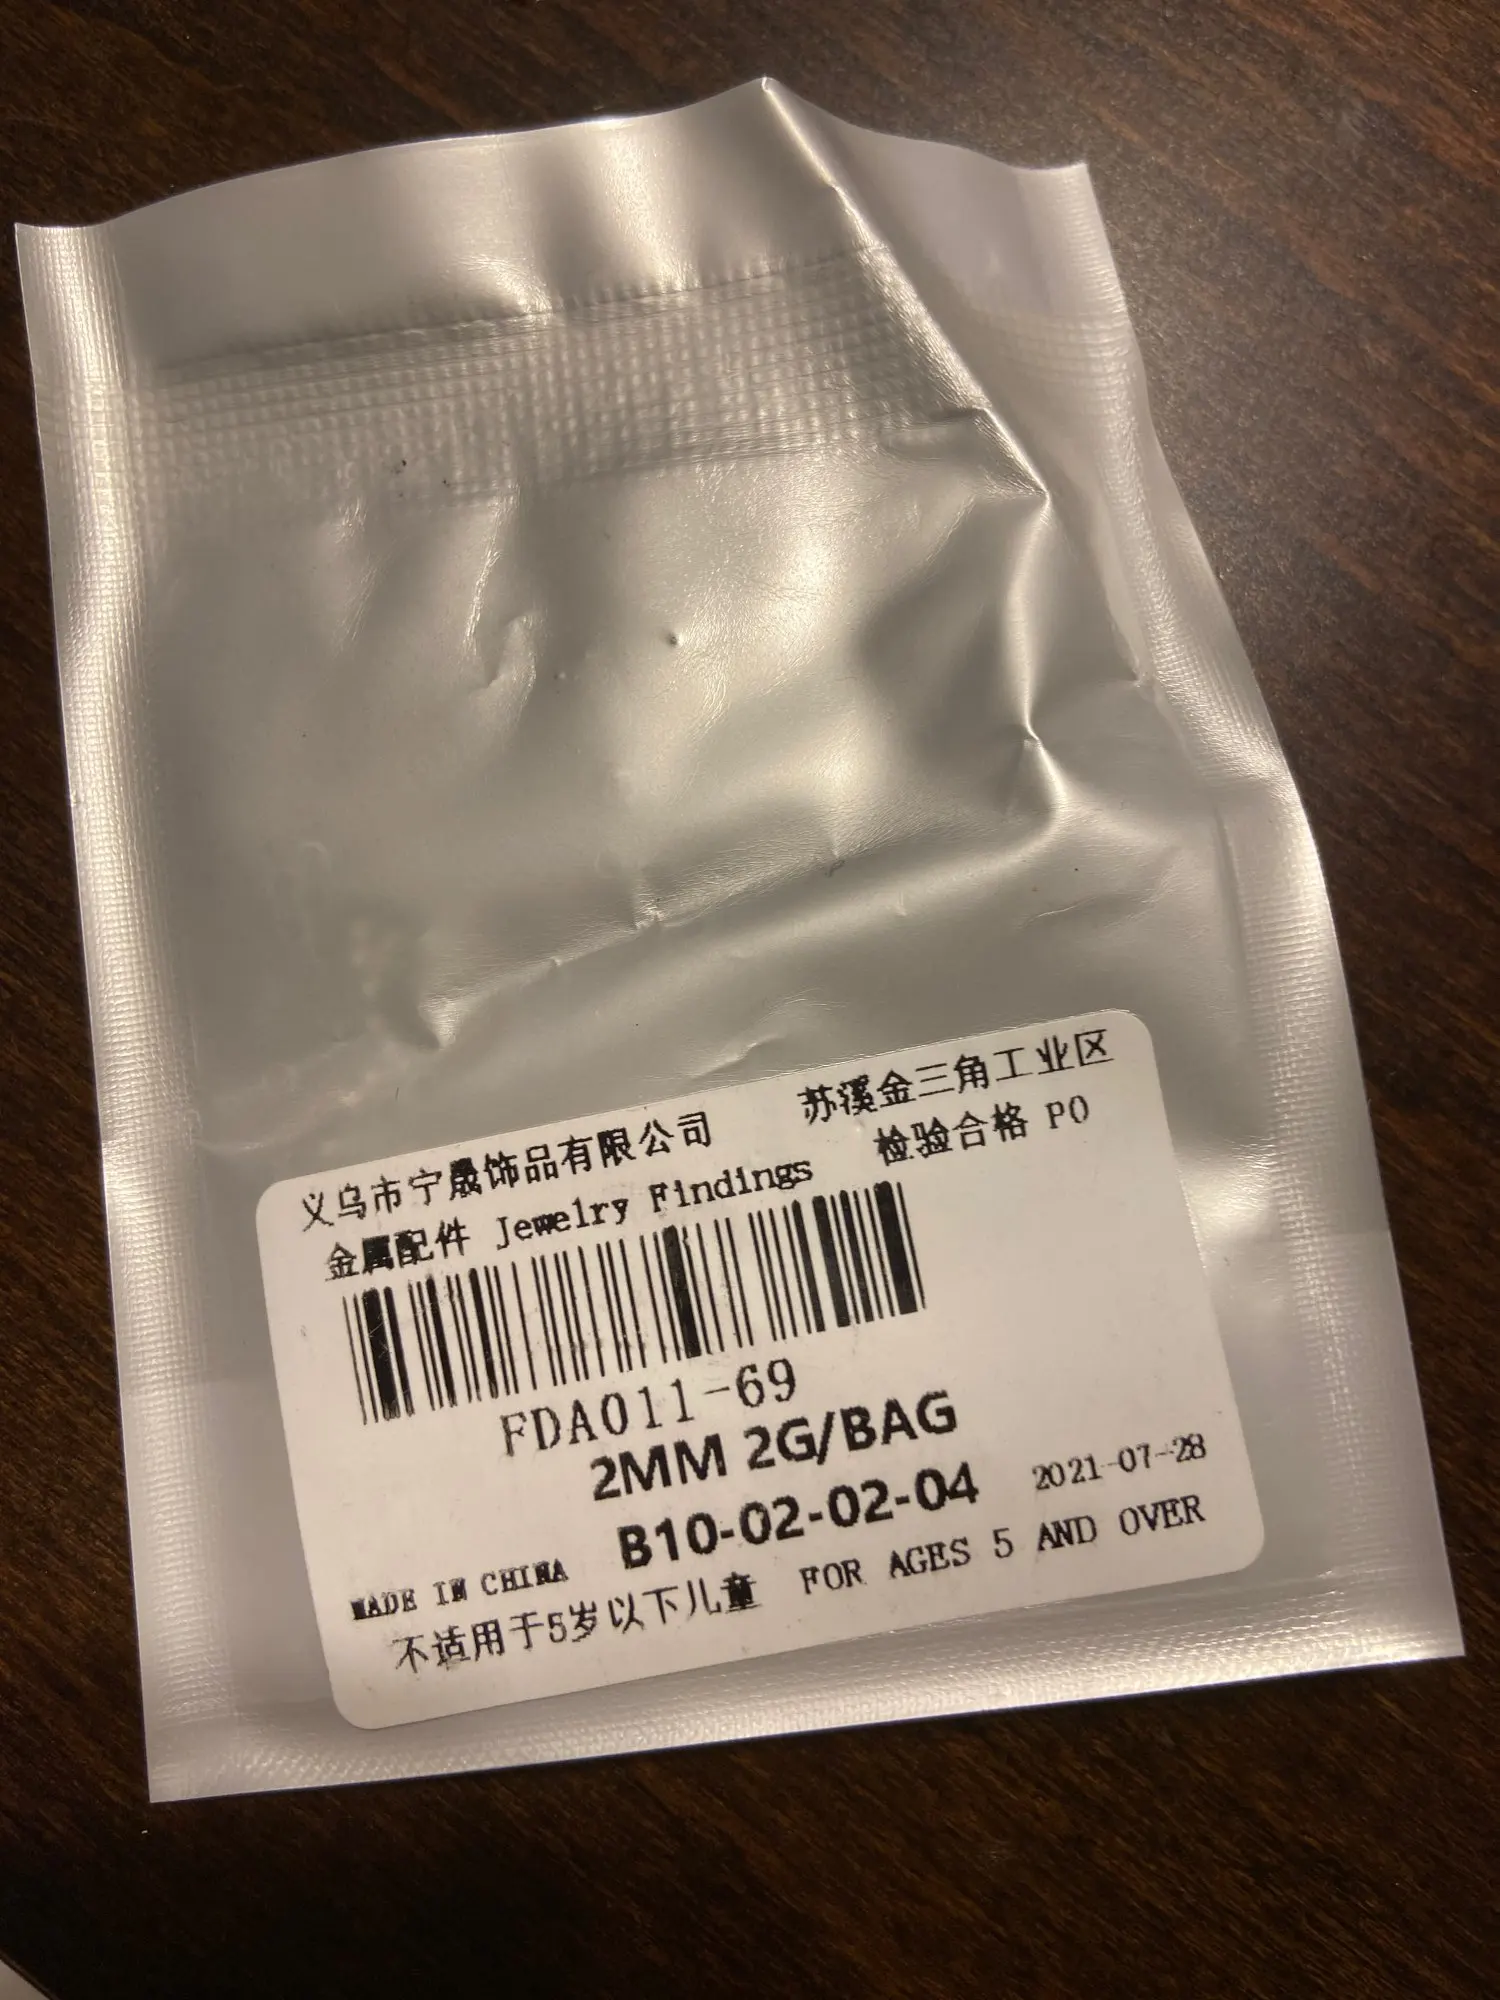 义乌市宁晟饰品有限公司 苏溪金三角工业区
金属配件 Jewelry Findings 检验合格 PO
FDA011-69
2MM 2G/BAG
B10-02-02-04 2021-07-28
MADE IN CHINA
不适用于5岁以下儿童 FOR AGES 5 AND OVER